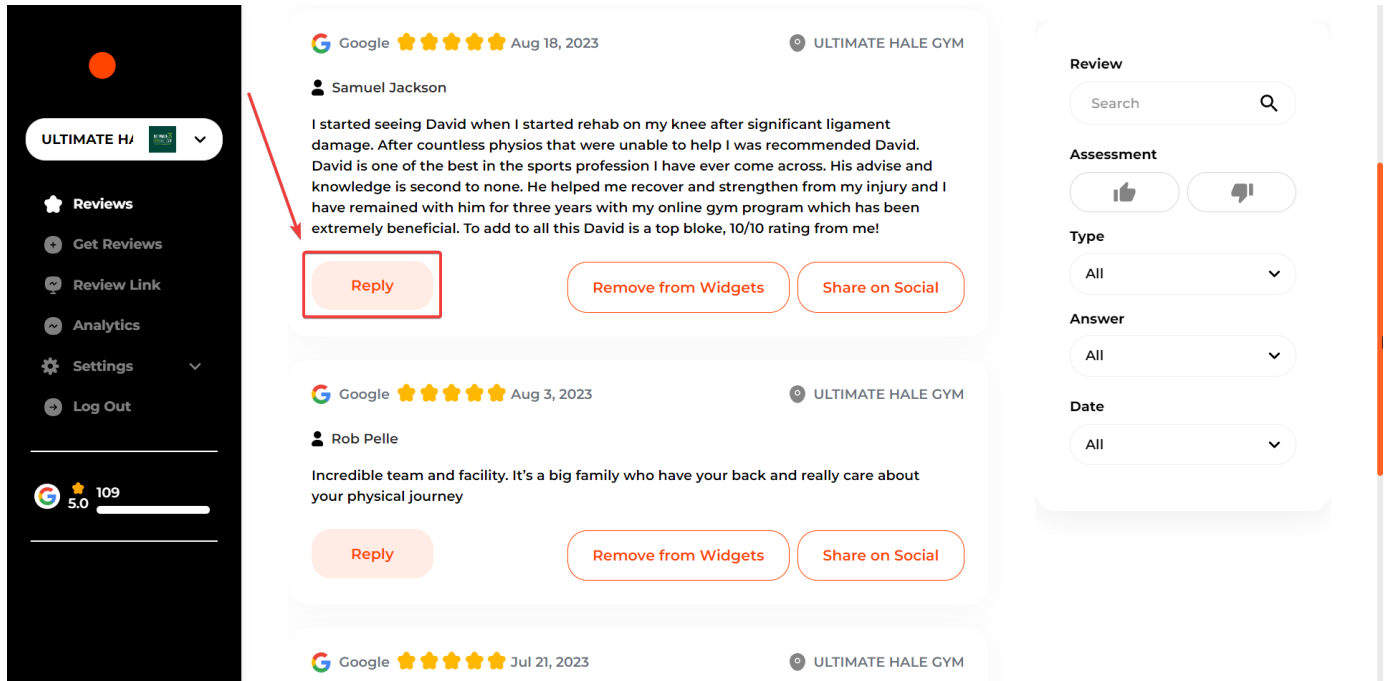 ULTIMATE HA
Reviews
Get Reviews
Review Link
Analytics
Settings
Log Out
109
5.0
Google Aug 18, 2023 ULTIMATE HALE GYM
Samuel Jackson
I started seeing David when I started rehab on my knee after significant ligament
damage. After countless physios that were unable to help I was recommended David.
David is one of the best in the sports profession I have ever come across. His advise and
knowledge is second to none. He helped me recover and strengthen from my injury and I
have remained with him for three years with my online gym program which has been
extremely beneficial. To add to all this David is a top bloke, 10/10 rating from me!
Reply Remove from Widgets Share on Social
Google Aug 3, 2023 ULTIMATE HALE GYM
Rob Pelle
Incredible team and facility. It’s a big family who have your back and really care about
your physical journey
Reply Remove from Widgets Share on Social
Google Jul 21, 2023 ULTIMATE HALE GYM
Review
Search
Assessment
Type
All
Answer
All
Date
All